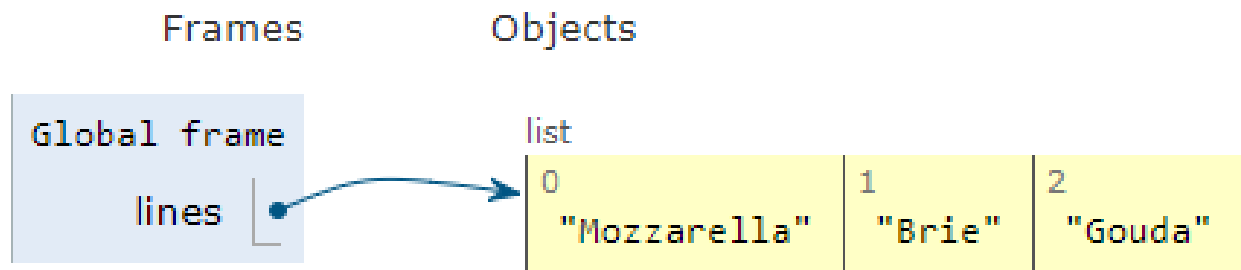 Frames Objects
Global frame
list
0 1 2
lines "Mozzarella" "Brie" "Gouda"